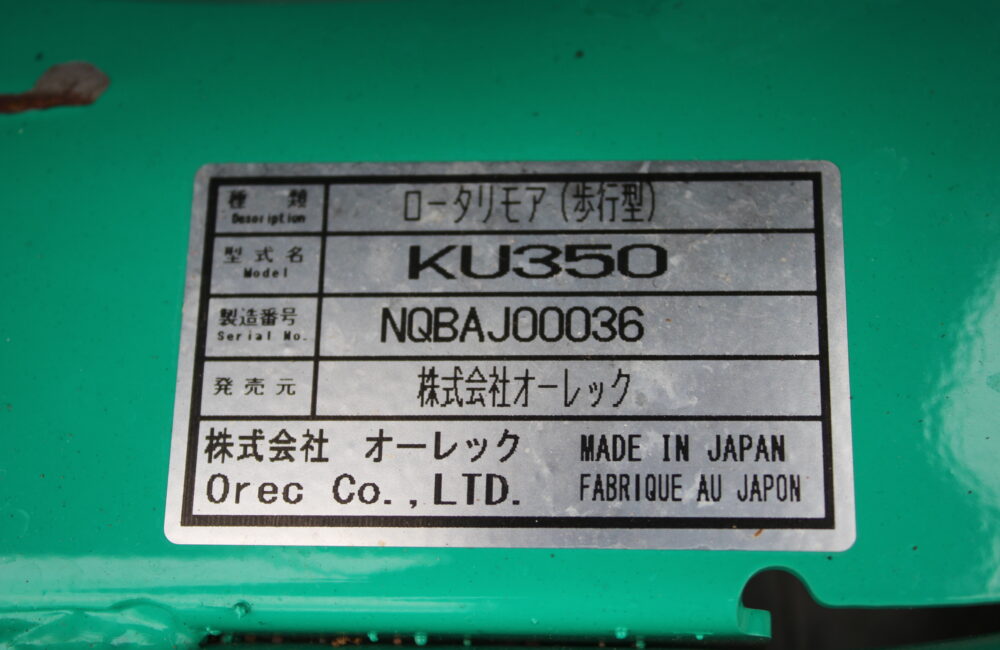 種類 ロータリモア(歩行型)
Description
型式名 KU350
Model
製造番号 NQBAJ00036
Serial No.
発売元 株式会社オーレック
株式会社 オーレック MADE IN JAPAN
Orec Co.,LTD. FABRIQUE AU JAPON